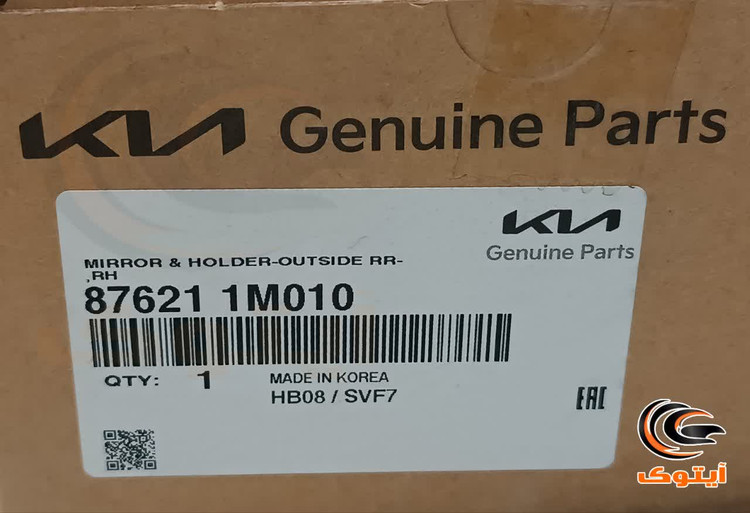 KIA Genuine Parts
KIA
Genuine Parts
MIRROR & HOLDER-OUTSIDE RR-
,RH
87621 1M010
QTY: 1
MADE IN KOREA
HB08 / SVF7
EAC
آیتوک